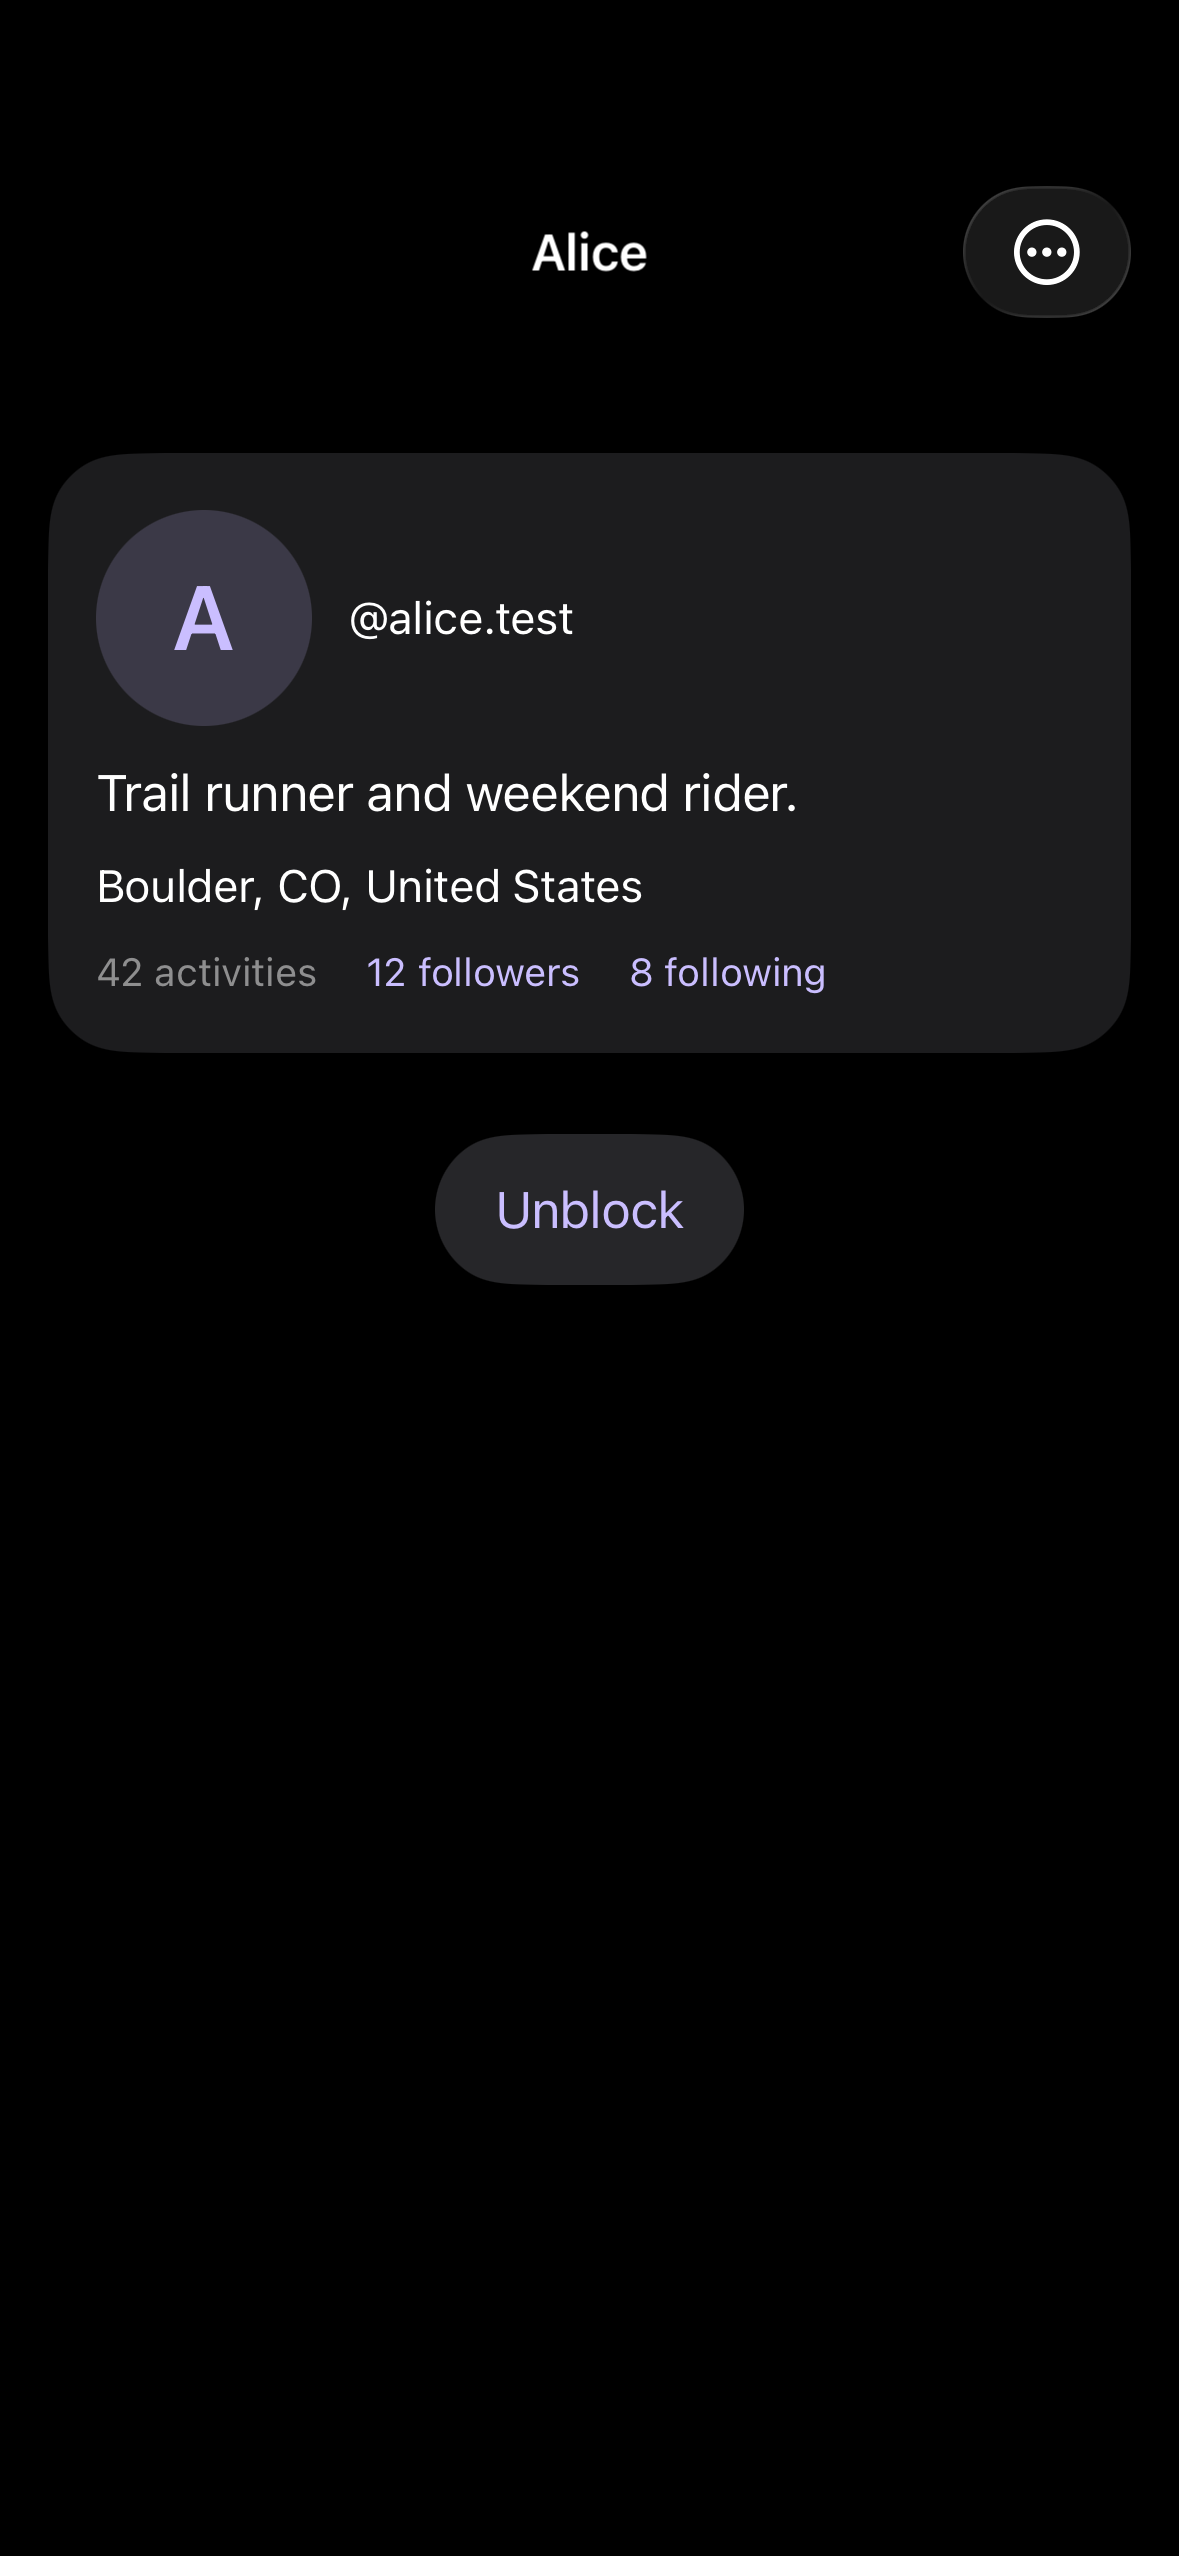 Alice
A
@alice.test
Trail runner and weekend rider.
Boulder, CO, United States
42 activities 12 followers 8 following
Unblock